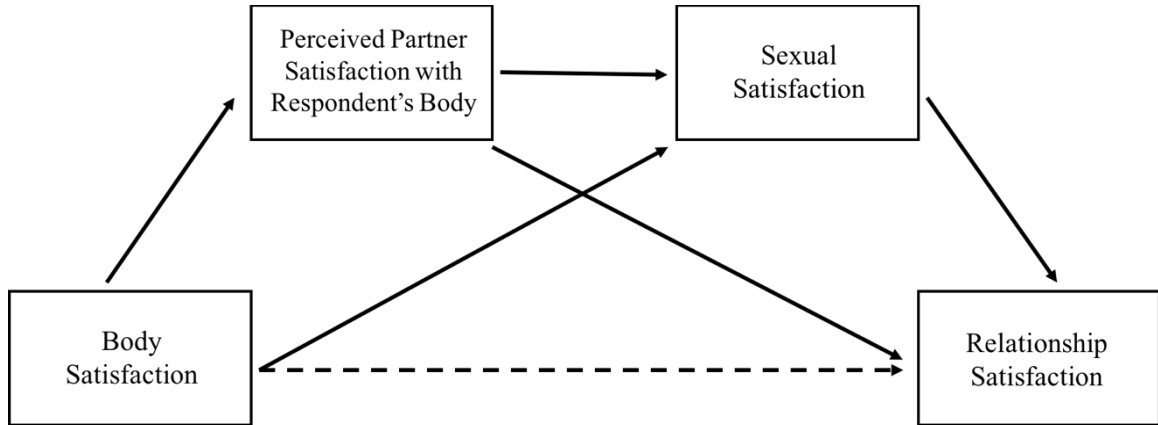 Perceived Partner
Satisfaction with
Respondent's Body
Sexual
Satisfaction
Body
Satisfaction
Relationship
Satisfaction